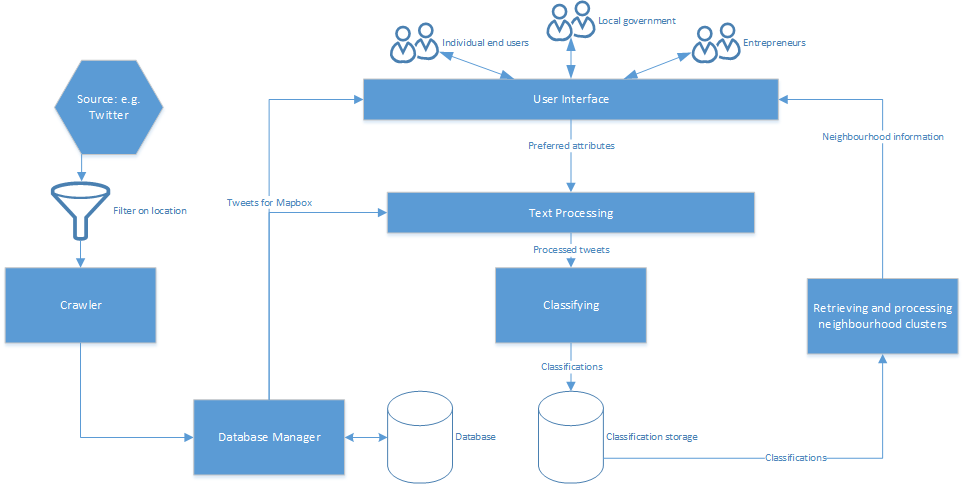 Local government
Individual end users
Entrepreneurs
Source: e.g.
Twitter
User Interface
Neighbourhood information
Preferred attributes
Tweets for Mapbox
Filter on location
Text Processing
Processed tweets
Crawler
Classifying
Retrieving and processing
neighbourhood clusters
Classifications
Database Manager
Database
Classification storage
Classifications